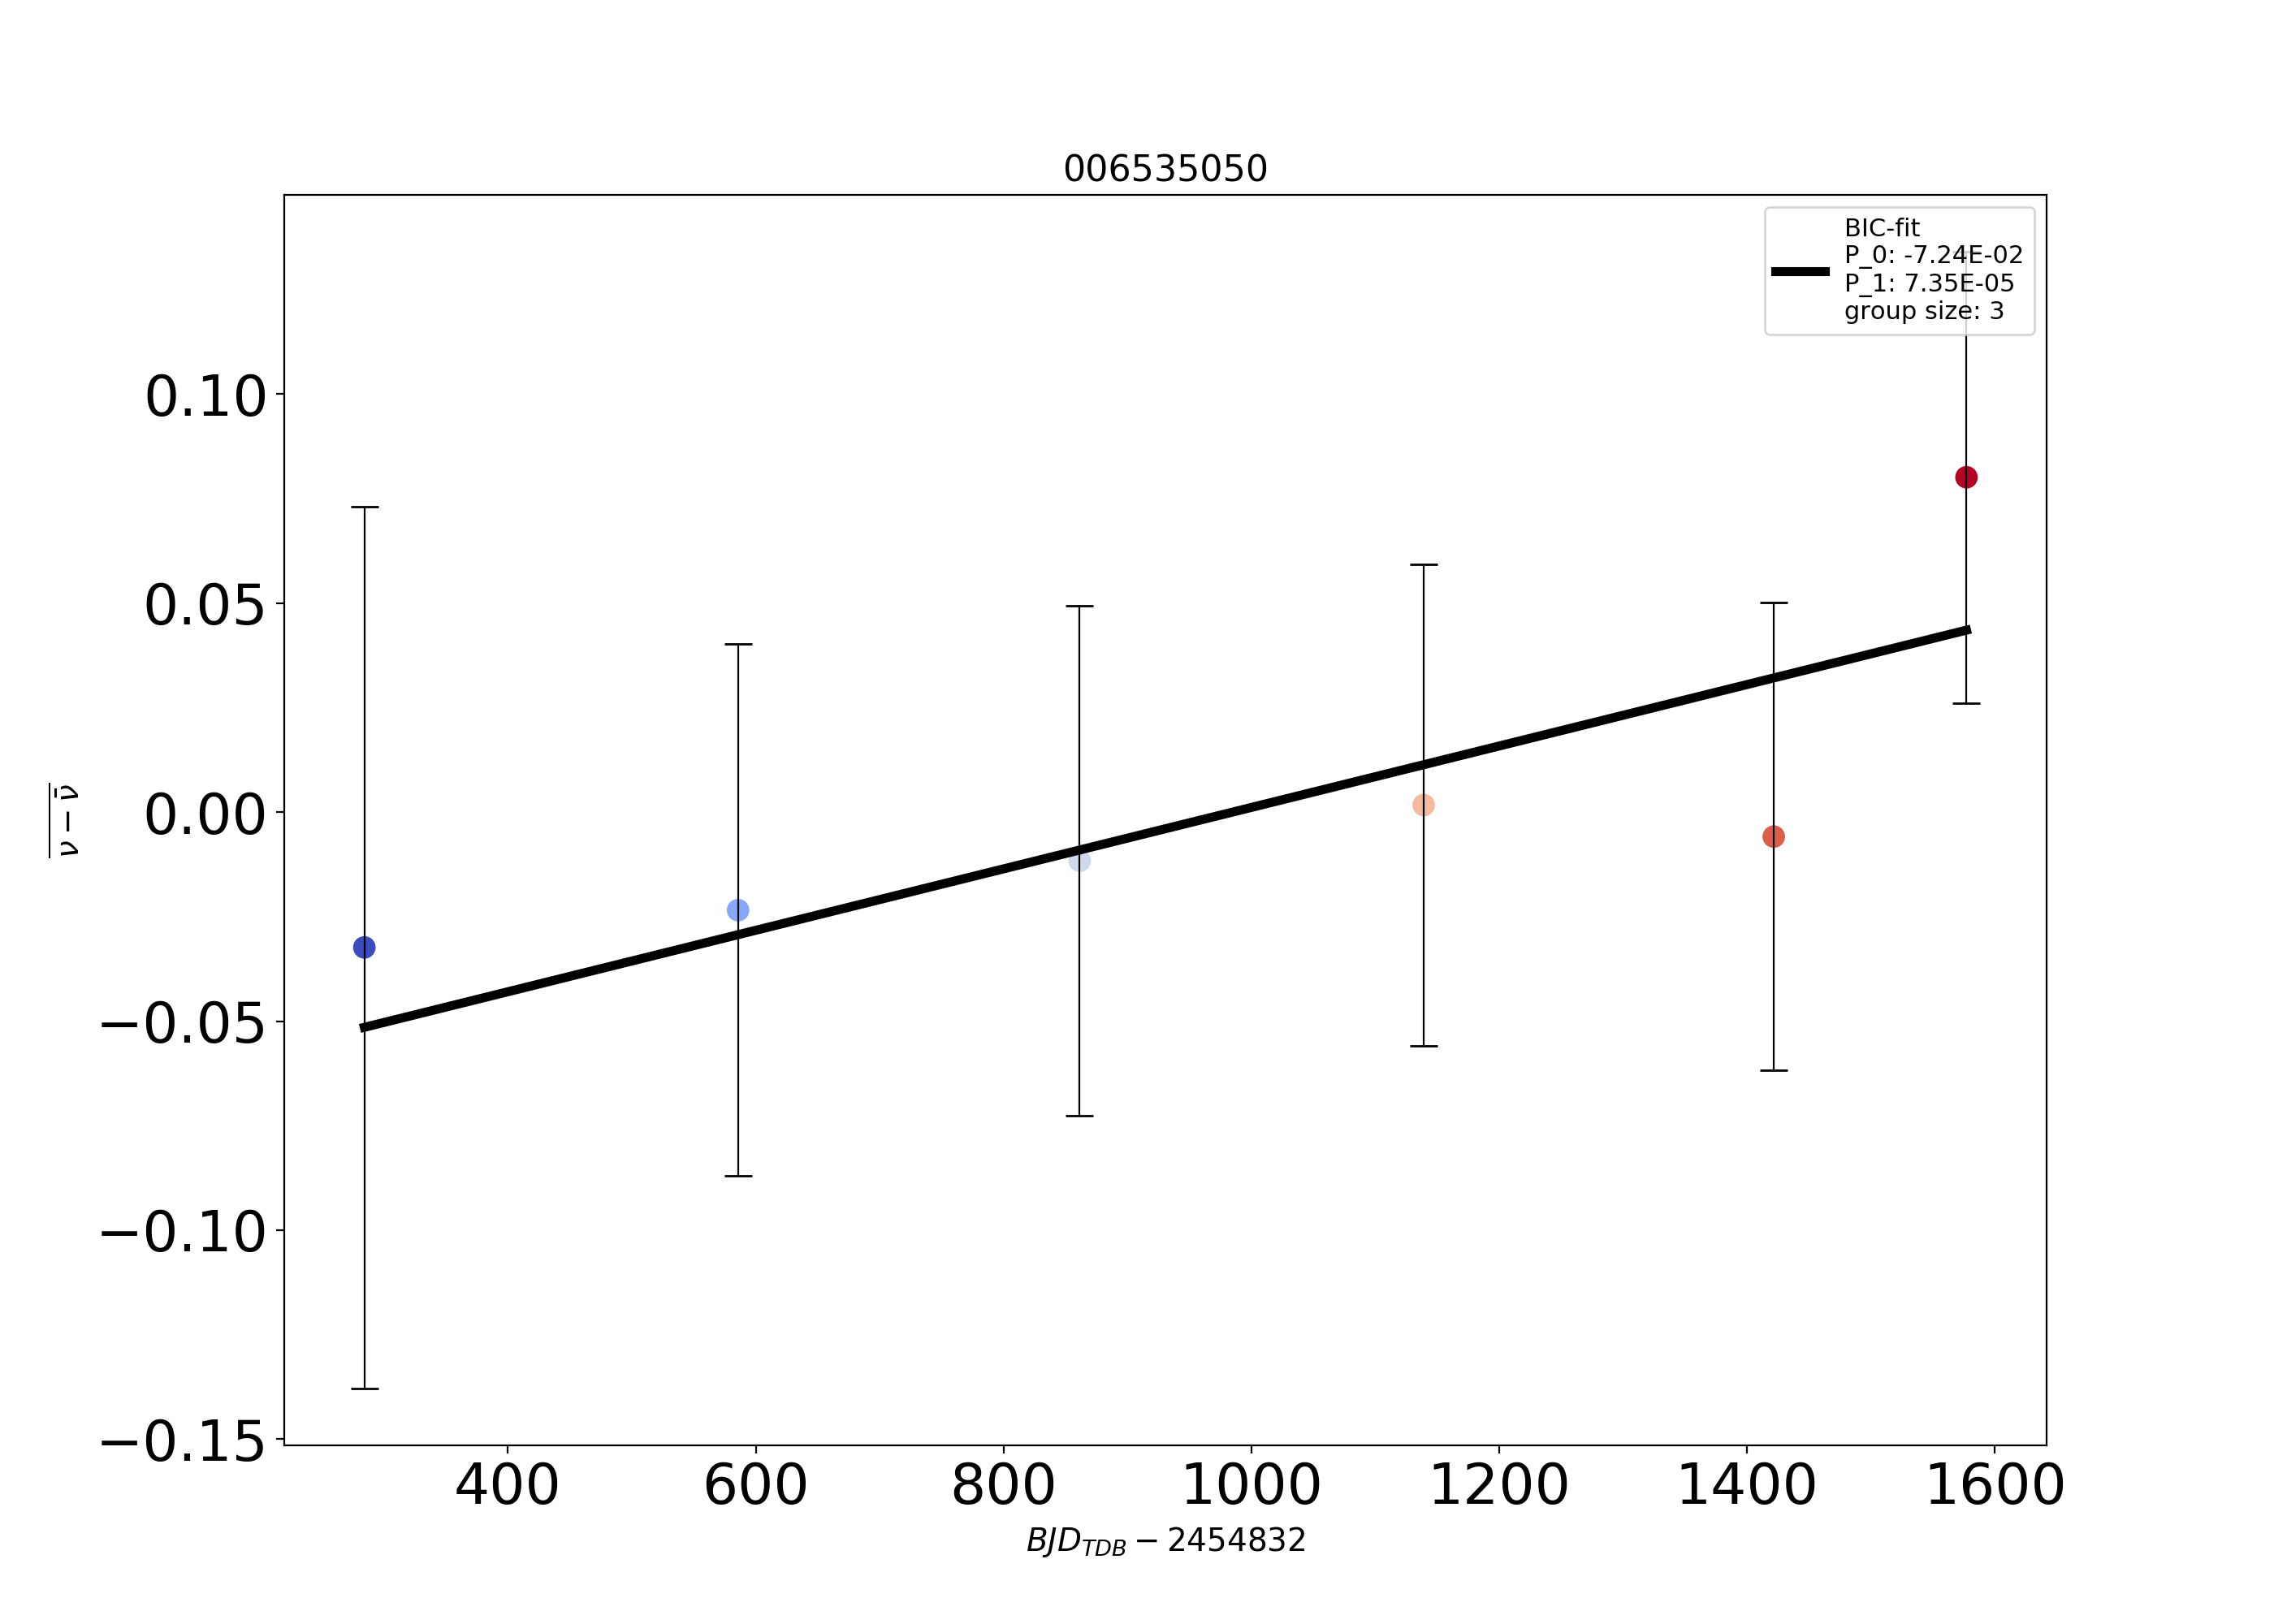 006535050
BIC-fit
P_0: -7.24E-02
P_1: 7.35E-05
group size: 3
0.10
0.05
0.00
−0.05
−0.10
−0.15
ν − ν̄
400 600 800 1000 1200 1400 1600
BJD_TDB − 2454832